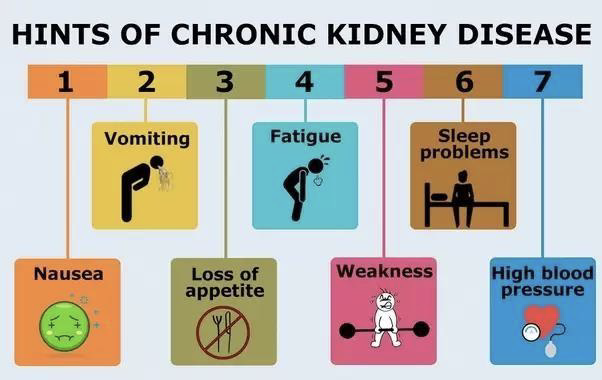 HINTS OF CHRONIC KIDNEY DISEASE
1 2 3 4 5 6 7
Vomiting
Fatigue
Sleep
problems
Nausea
Loss of
appetite
Weakness
High blood
pressure